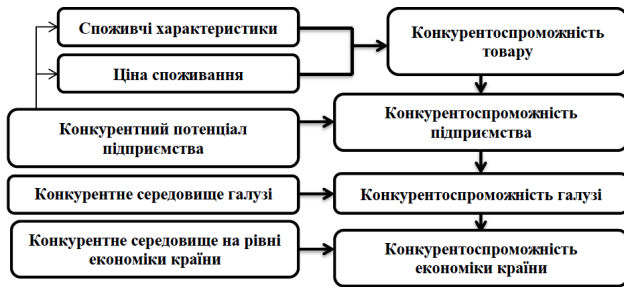 Споживчі характеристики
Ціна споживання
Конкурентоспроможність
товару
Конкурентний потенціал
підприємства
Конкурентоспроможність
підприємства
Конкурентне середовище галузі
Конкурентоспроможність галузі
Конкурентне середовище на рівні
економіки країни
Конкурентоспроможність
економіки країни